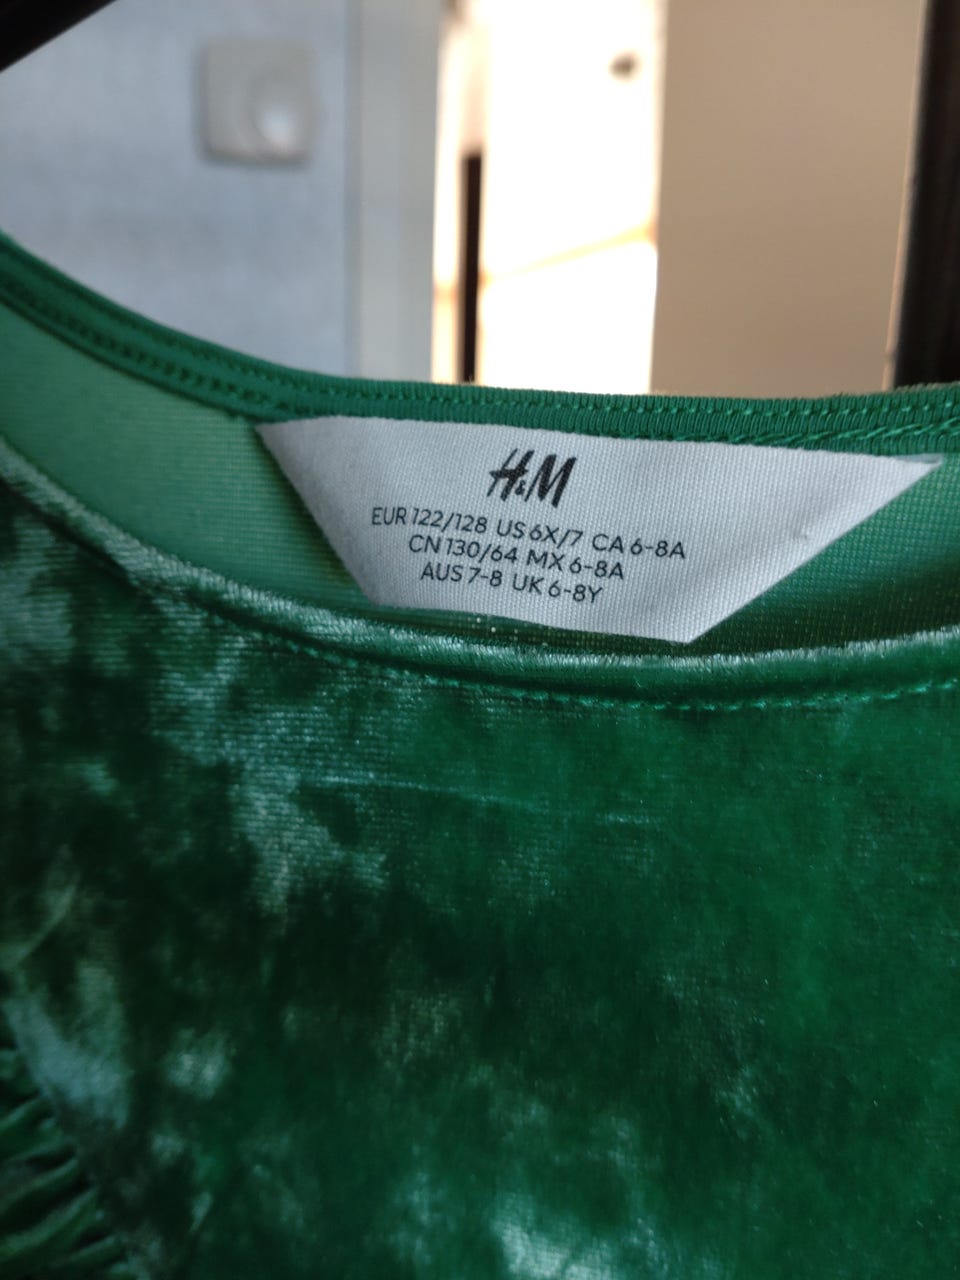 H&M
EUR 122/128 US 6X/7 CA 6-8A
CN 130/64 MX 6-8A
AUS 7-8 UK 6-8Y